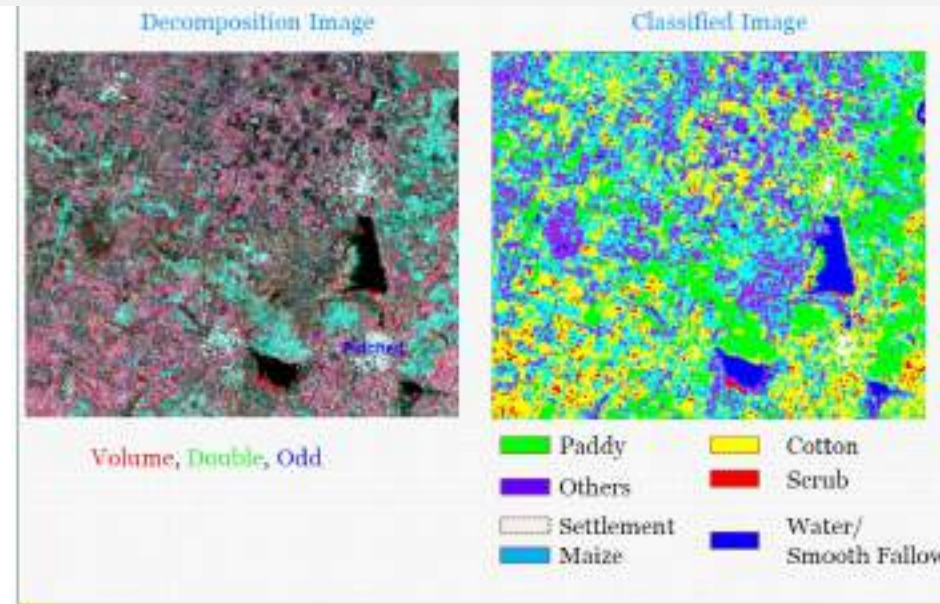 Decomposition Image
Classified Image
Volume, Double, Odd
Paddy
Cotton
Others
Scrub
Settlement
Water/
Maize
Smooth Fallow